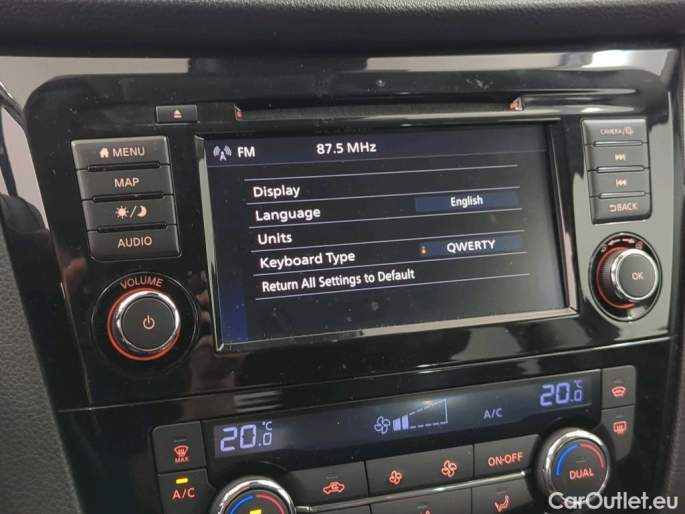 FM 87.5 MHz
CAMERA/
MENU
MAP
AUDIO
Display
Language English
Units
Keyboard Type QWERTY
Return All Settings to Default
BACK
VOLUME
OK
20.0 °C
A/C
20.0 °C
MAX
A/C
ON·OFF
DUAL
CarOutlet.eu